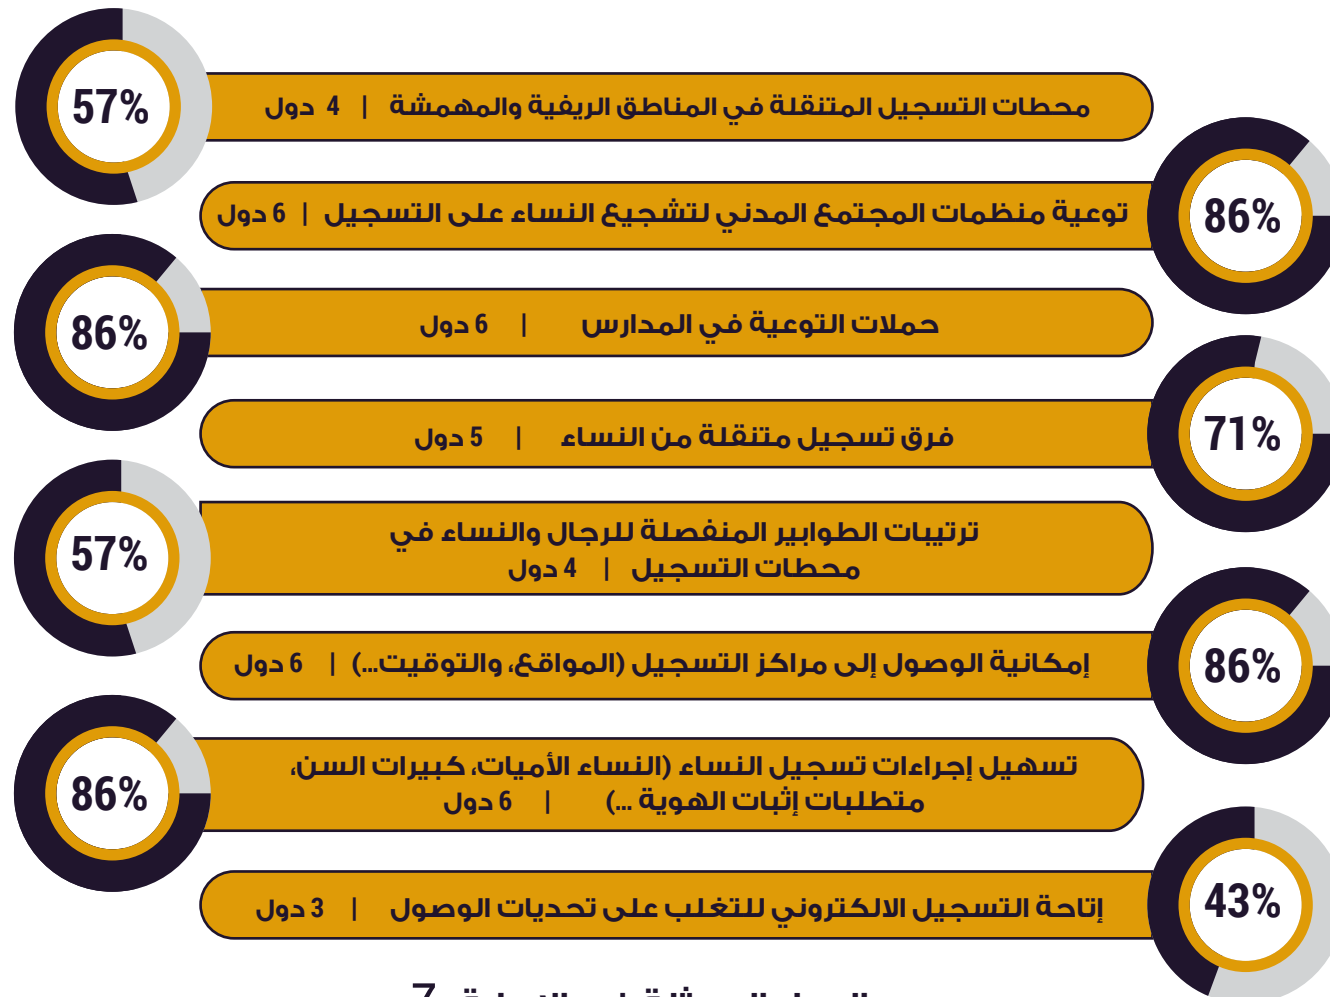 57%
محطات التسجيل المتنقلة في المناطق الريفية والمهمشة | 4 دول
توعية منظمات المجتمع المدني لتشجيع النساء على التسجيل | 6 دول
86%
86%
حملات التوعية في المدارس | 6 دول
فرق تسجيل متنقلة من النساء | 5 دول
71%
57%
ترتيبات الطوابير المنفصلة للرجال والنساء في
محطات التسجيل | 4 دول
إمكانية الوصول إلى مراكز التسجيل (المواقع، والتوقيت...) | 6 دول
86%
86%
تسهيل إجراءات تسجيل النساء (النساء الأميات، كبيرات السن،
متطلبات إثبات الهوية ...) | 6 دول
إتاحة التسجيل الالكتروني للتغلب على تحديات الوصول | 3 دول
43%
7